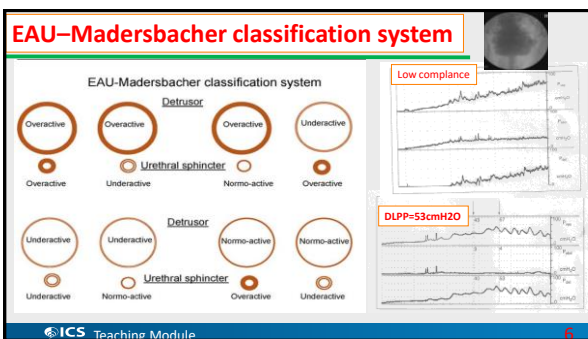 EAU–Madersbacher classification system
EAU-Madersbacher classification system
Detrusor
Overactive Overactive Overactive Underactive
Urethral sphincter
Overactive Underactive Normo-active Overactive
Detrusor
Underactive Underactive Normo-active Normo-active
Urethral sphincter
Underactive Normo-active Overactive Underactive
Low complance
DLPP=53cmH2O
ICS Teaching Module
6